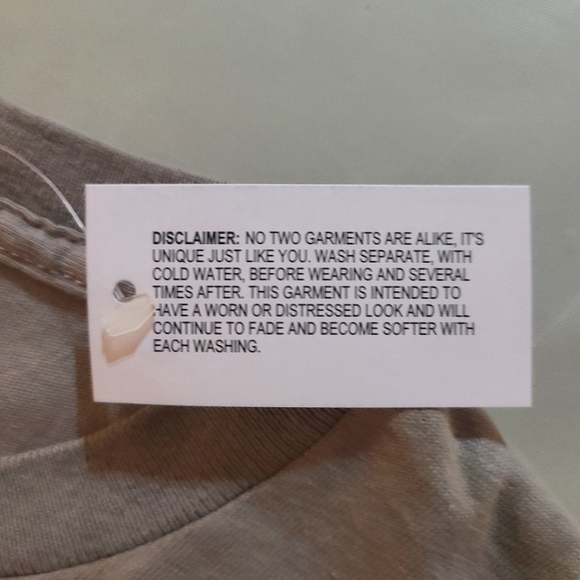 DISCLAIMER: NO TWO GARMENTS ARE ALIKE, IT'S
UNIQUE JUST LIKE YOU. WASH SEPARATE, WITH
COLD WATER, BEFORE WEARING AND SEVERAL
TIMES AFTER. THIS GARMENT IS INTENDED TO
HAVE A WORN OR DISTRESSED LOOK AND WILL
CONTINUE TO FADE AND BECOME SOFTER WITH
EACH WASHING.